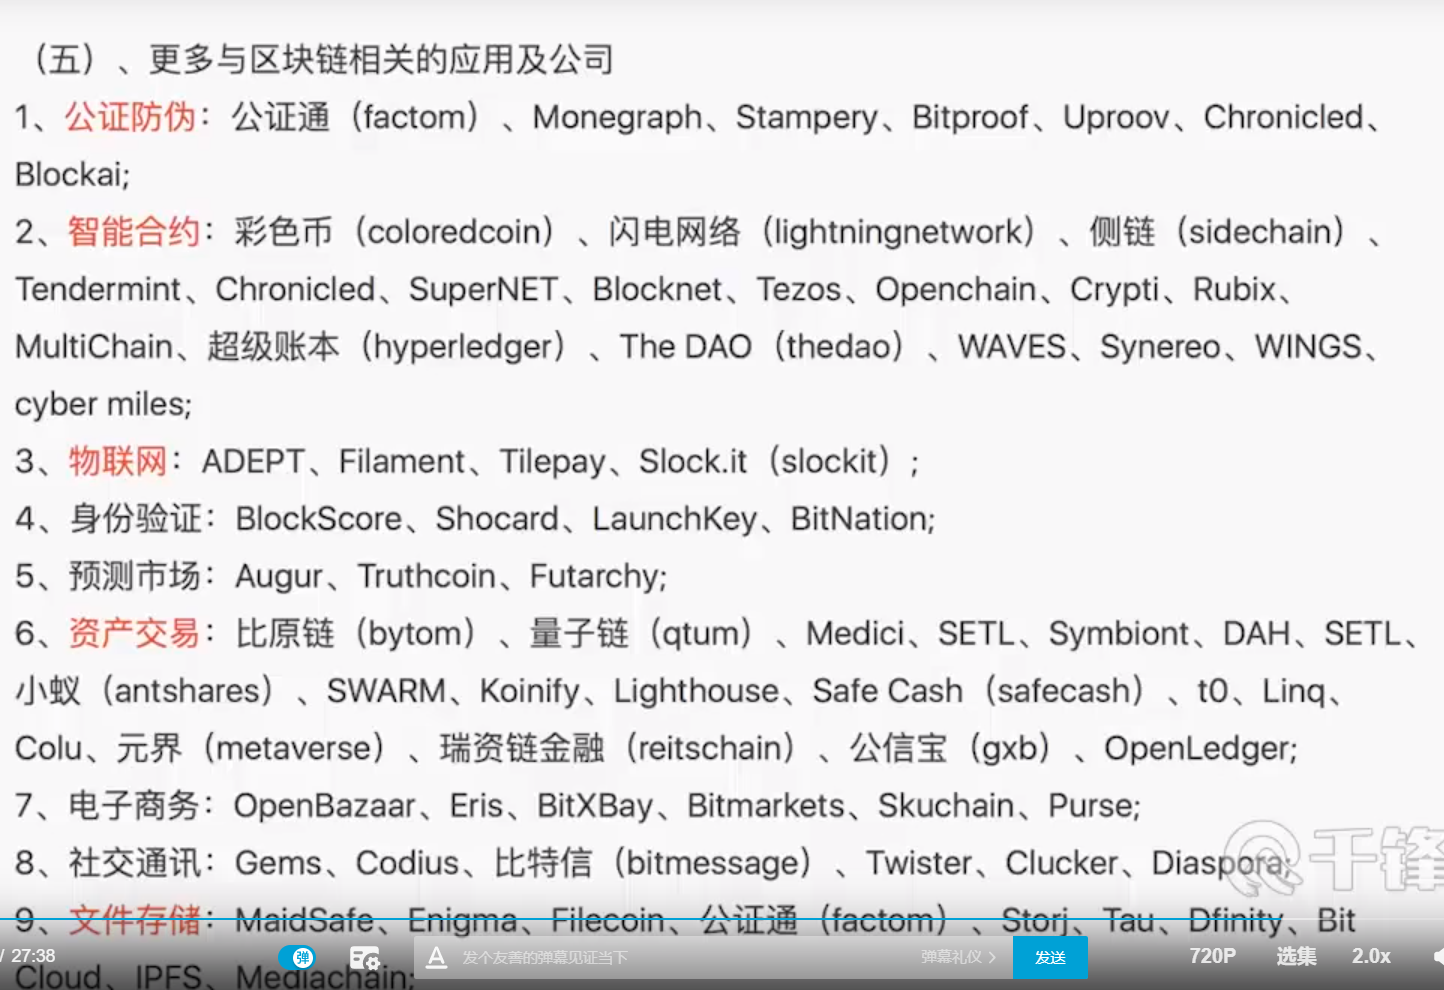 （五）、更多与区块链相关的应用及公司
1、公证防伪：公证通（factom）、Monegraph、Stampery、Bitproof、Uproov、Chronicled、
Blockai;
2、智能合约：彩色币（coloredcoin）、闪电网络（lightningnetwork）、侧链（sidechain）、
Tendermint、Chronicled、SuperNET、Blocknet、Tezos、Openchain、Crypti、Rubix、
MultiChain、超级账本（hyperledger）、The DAO（thedao）、WAVES、Synereo、WINGS、
cyber miles;
3、物联网：ADEPT、Filament、Tilepay、Slock.it（slockit）;
4、身份验证：BlockScore、Shocard、LaunchKey、BitNation;
5、预测市场：Augur、Truthcoin、Futarchy;
6、资产交易：比原链（bytom）、量子链（qtum）、Medici、SETL、Symbiont、DAH、SETL、
小蚁（antshares）、SWARM、Koinify、Lighthouse、Safe Cash（safecash）、t0、Linq、
Colu、元界（metaverse）、瑞资链金融（reitschain）、公信宝（gxb）、OpenLedger;
7、电子商务：OpenBazaar、Eris、BitXBay、Bitmarkets、Skuchain、Purse;
8、社交通讯：Gems、Codius、比特信（bitmessage）、Twister、Clucker、Diaspora;
千锋
9、文件存储：MaidSafe、Enigma、Filecoin、公证通（factom）、Storj、Tau、Dfinity、Bit
Cloud、IPFS、Mediachain;
/ 27:38 弹 A 发个友善的弹幕见证当下 弹幕礼仪 > 发送 720P 选集 2.0x